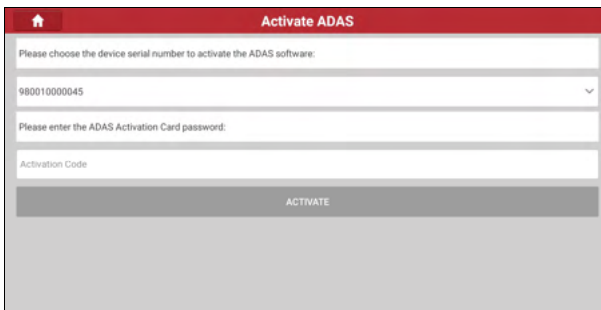 Activate ADAS
Please choose the device serial number to activate the ADAS software:
980010000045
Please enter the ADAS Activation Card password:
Activation Code
ACTIVATE